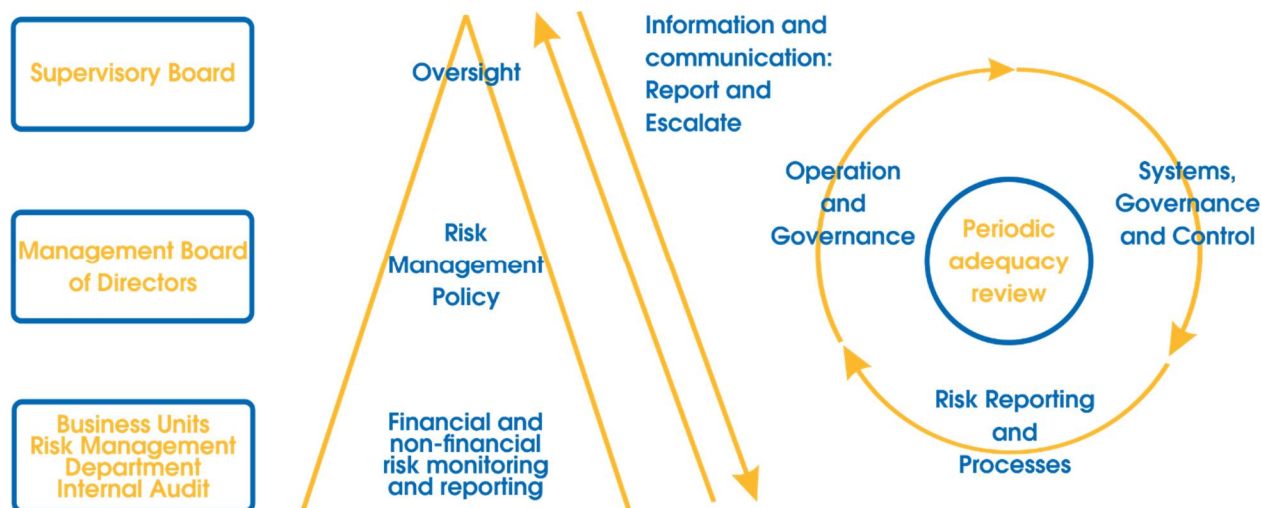 Supervisory Board
Oversight
Information and
communication:
Report and
Escalate
Management Board
of Directors
Risk
Management
Policy
Business Units
Risk Management
Department
Internal Audit
Financial and
non-financial
risk monitoring
and reporting
Operation
and
Governance
Systems,
Governance
and Control
Periodic
adequacy
review
Risk Reporting
and
Processes